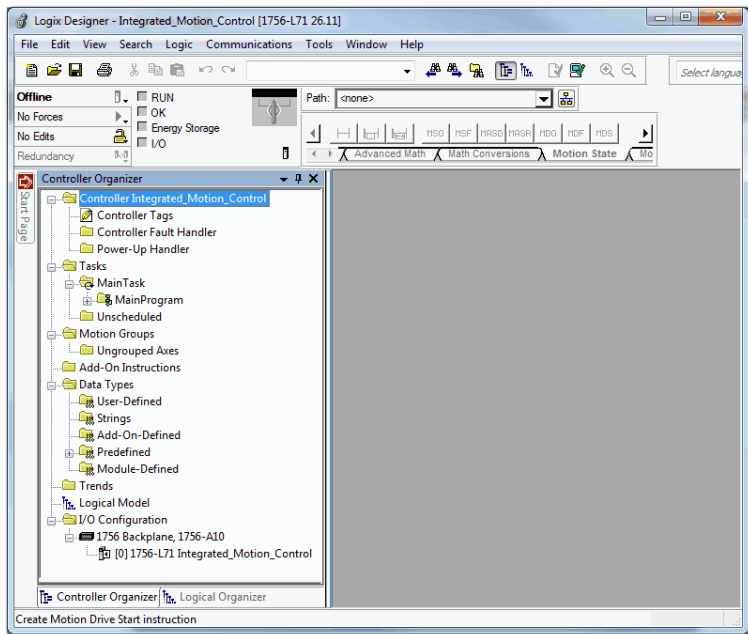 Logix Designer - Integrated_Motion_Control [1756-L71 26.11]
File Edit View Search Logic Communications Tools Window Help
Select langua
Offline
RUN
Path: <none>
No Forces
OK
Energy Storage
No Edits
I/O
MSO MSF MASD MASR MDO MDF MDS
Redundancy
Advanced Math Math Conversions Motion State Mo
Start Page
Controller Organizer
Controller Integrated_Motion_Control
Controller Tags
Controller Fault Handler
Power-Up Handler
Tasks
MainTask
MainProgram
Unscheduled
Motion Groups
Ungrouped Axes
Add-On Instructions
Data Types
User-Defined
Strings
Add-On-Defined
Predefined
Module-Defined
Trends
Logical Model
I/O Configuration
1756 Backplane, 1756-A10
[0] 1756-L71 Integrated_Motion_Control
Controller Organizer Logical Organizer
Create Motion Drive Start instruction